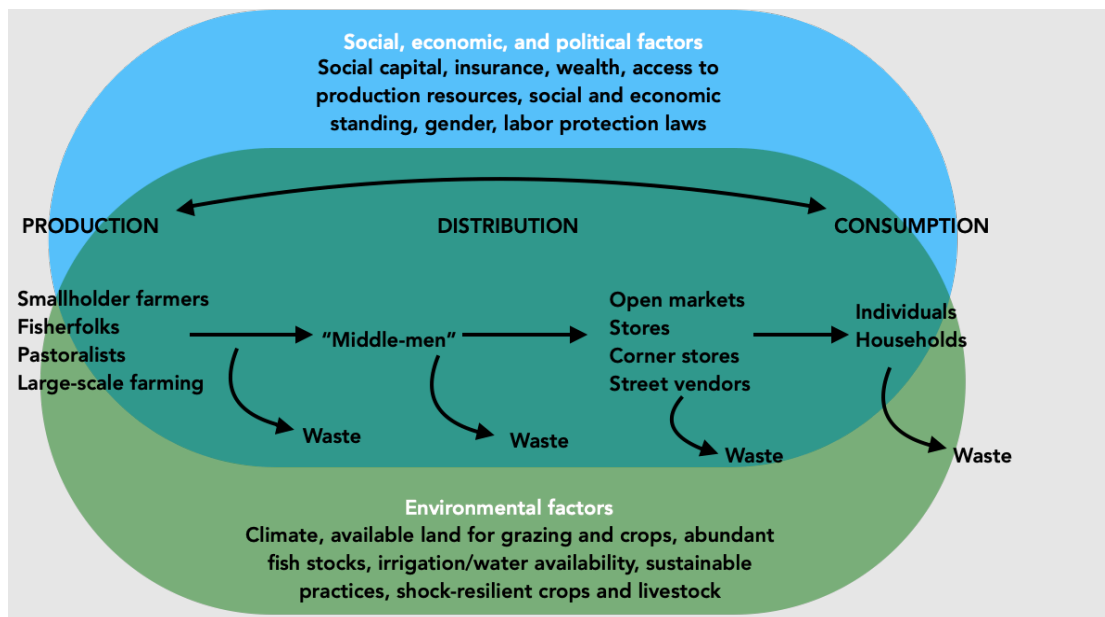 Social, economic, and political factors
Social capital, insurance, wealth, access to
production resources, social and economic
standing, gender, labor protection laws
PRODUCTION
DISTRIBUTION
CONSUMPTION
Smallholder farmers
Fisherfolks
Pastoralists
Large-scale farming
“Middle-men”
Open markets
Stores
Corner stores
Street vendors
Individuals
Households
Waste
Waste
Waste
Waste
Environmental factors
Climate, available land for grazing and crops, abundant
fish stocks, irrigation/water availability, sustainable
practices, shock-resilient crops and livestock